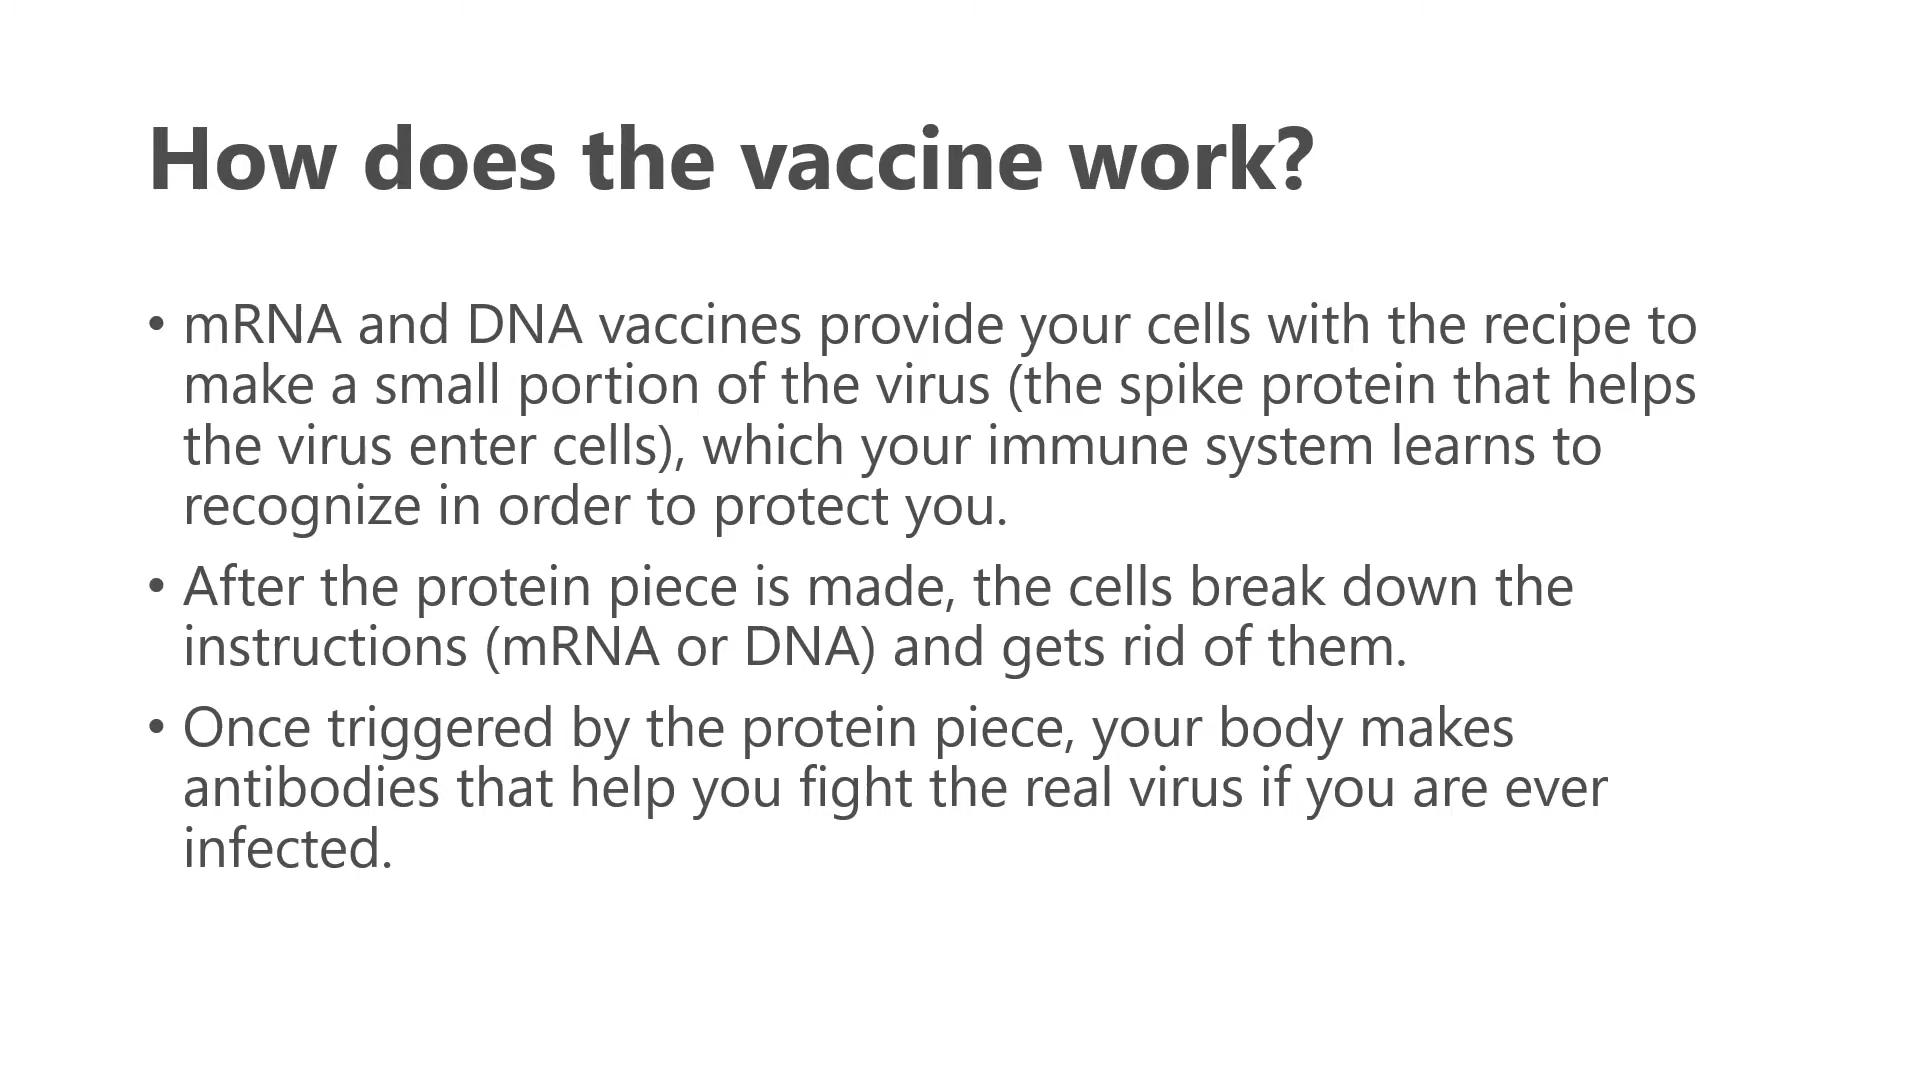 How does the vaccine work?
• mRNA and DNA vaccines provide your cells with the recipe to
make a small portion of the virus (the spike protein that helps
the virus enter cells), which your immune system learns to
recognize in order to protect you.
• After the protein piece is made, the cells break down the
instructions (mRNA or DNA) and gets rid of them.
• Once triggered by the protein piece, your body makes
antibodies that help you fight the real virus if you are ever
infected.